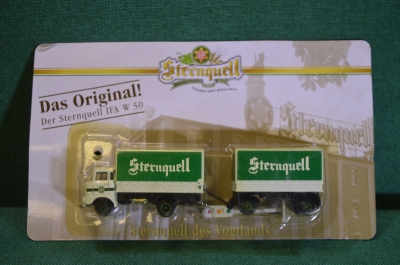 Sternquell
Das Original!
Der Sternquell IFA W 50
Sternquell
Sternquell
Sternquell
Sternquell des Vogtlands